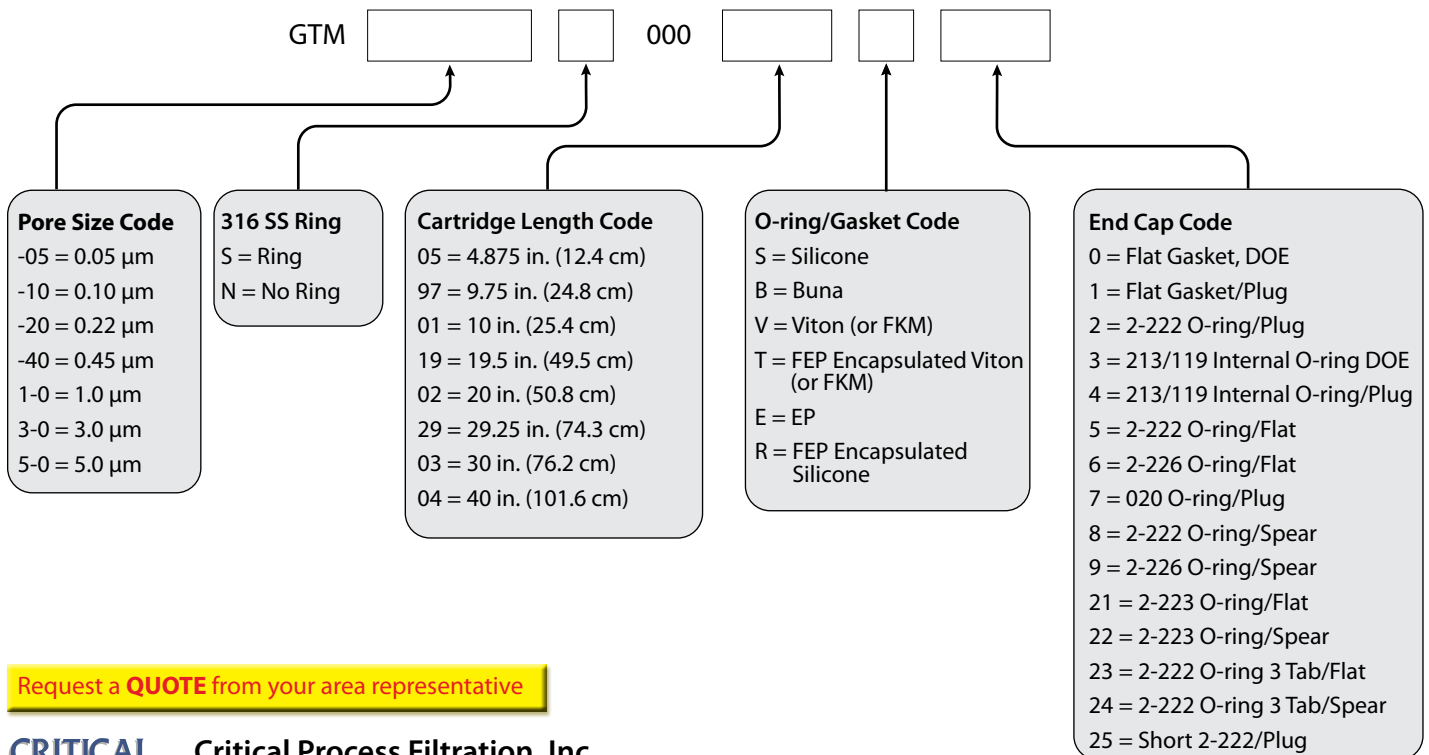 GTM 000
Pore Size Code
-05 = 0.05 µm
-10 = 0.10 µm
-20 = 0.22 µm
-40 = 0.45 µm
1-0 = 1.0 µm
3-0 = 3.0 µm
5-0 = 5.0 µm
316 SS Ring
S = Ring
N = No Ring
Cartridge Length Code
05 = 4.875 in. (12.4 cm)
97 = 9.75 in. (24.8 cm)
01 = 10 in. (25.4 cm)
19 = 19.5 in. (49.5 cm)
02 = 20 in. (50.8 cm)
29 = 29.25 in. (74.3 cm)
03 = 30 in. (76.2 cm)
04 = 40 in. (101.6 cm)
O-ring/Gasket Code
S = Silicone
B = Buna
V = Viton (or FKM)
T = FEP Encapsulated Viton
(or FKM)
E = EP
R = FEP Encapsulated
Silicone
End Cap Code
0 = Flat Gasket, DOE
1 = Flat Gasket/Plug
2 = 2-222 O-ring/Plug
3 = 213/119 Internal O-ring DOE
4 = 213/119 Internal O-ring/Plug
5 = 2-222 O-ring/Flat
6 = 2-226 O-ring/Flat
7 = 020 O-ring/Plug
8 = 2-222 O-ring/Spear
9 = 2-226 O-ring/Spear
21 = 2-223 O-ring/Flat
22 = 2-223 O-ring/Spear
23 = 2-222 O-ring 3 Tab/Flat
24 = 2-222 O-ring 3 Tab/Spear
25 = Short 2-222/Plug
Request a QUOTE from your area representative
CRITICAL Critical Process Filtration, Inc